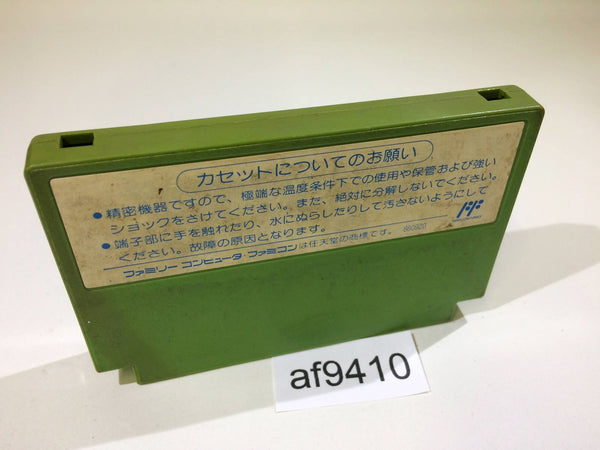 カセットについてのお願い
●精密機器ですので、極端な温度条件下での使用や保管および強い
ショックをさけてください。また、絶対に分解しないでください。
●端子部に手を触れたり、水にぬらしたりして汚さないようにして
ください。故障の原因となります。
ファミリーコンピュータ・ファミコンは任天堂の商標です。
af9410